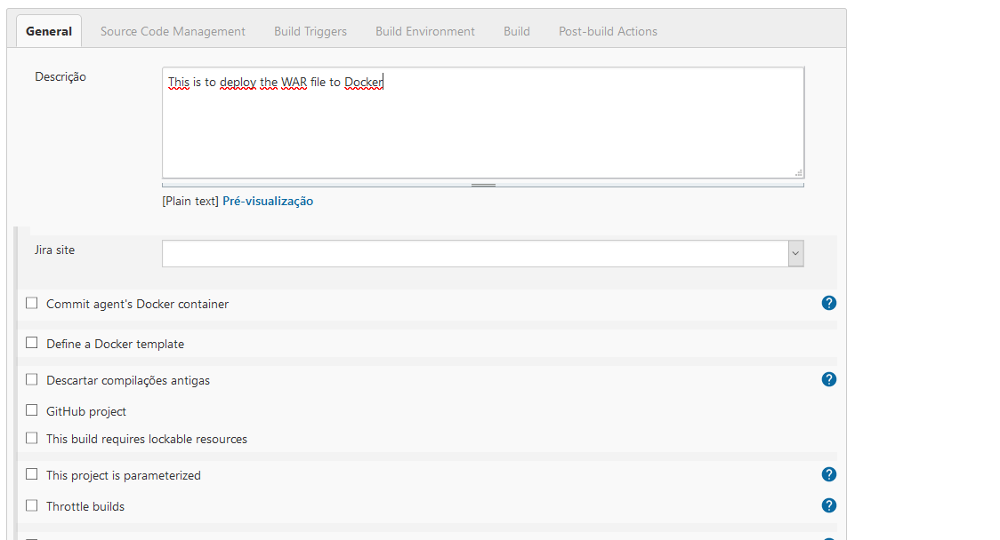 General Source Code Management Build Triggers Build Environment Build Post-build Actions
Descrição
This is to deploy the WAR file to Docker
[Plain text] Pré-visualização
Jira site
Commit agent's Docker container
?
Define a Docker template
Descartar compilações antigas
?
GitHub project
This build requires lockable resources
This project is parameterized
?
Throttle builds
?